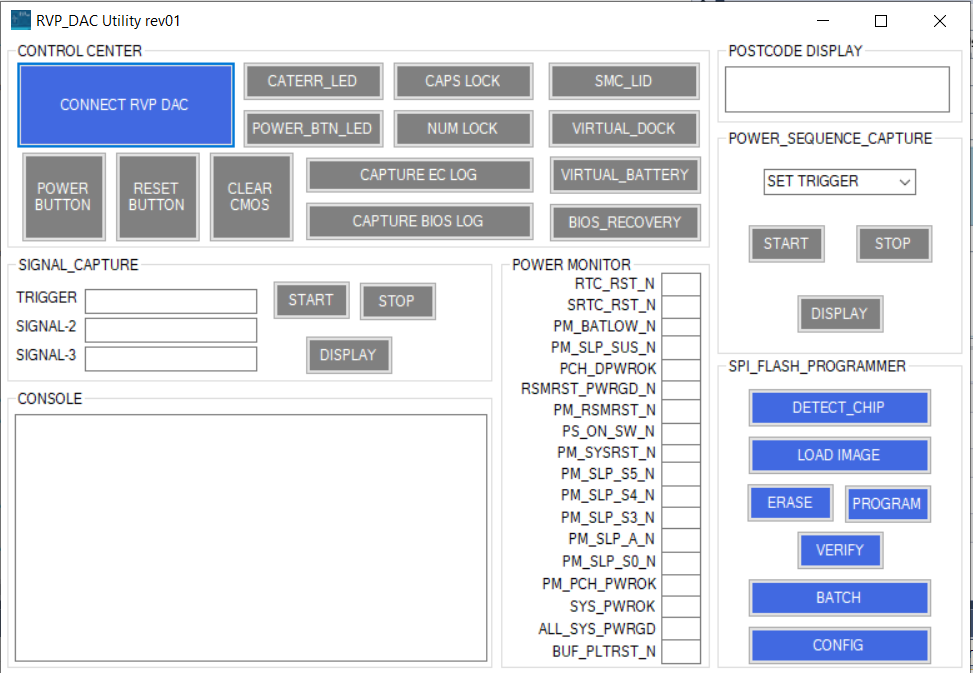 RVP_DAC Utility rev01
CONTROL CENTER
CONNECT RVP DAC
CATERR_LED
CAPS LOCK
SMC_LID
POWER_BTN_LED
NUM LOCK
VIRTUAL_DOCK
POWER
BUTTON
RESET
BUTTON
CLEAR
CMOS
CAPTURE EC LOG
VIRTUAL_BATTERY
CAPTURE BIOS LOG
BIOS_RECOVERY
POSTCODE DISPLAY
POWER_SEQUENCE_CAPTURE
SET TRIGGER
START
STOP
DISPLAY
SIGNAL_CAPTURE
TRIGGER
SIGNAL-2
SIGNAL-3
START
STOP
DISPLAY
CONSOLE
POWER MONITOR
RTC_RST_N
SRTC_RST_N
PM_BATLOW_N
PM_SLP_SUS_N
PCH_DPWROK
RSMRST_PWRGD_N
PM_RSMRST_N
PS_ON_SW_N
PM_SYSRST_N
PM_SLP_S5_N
PM_SLP_S4_N
PM_SLP_S3_N
PM_SLP_A_N
PM_SLP_S0_N
PM_PCH_PWROK
SYS_PWROK
ALL_SYS_PWRGD
BUF_PLTRST_N
SPI_FLASH_PROGRAMMER
DETECT_CHIP
LOAD IMAGE
ERASE
PROGRAM
VERIFY
BATCH
CONFIG